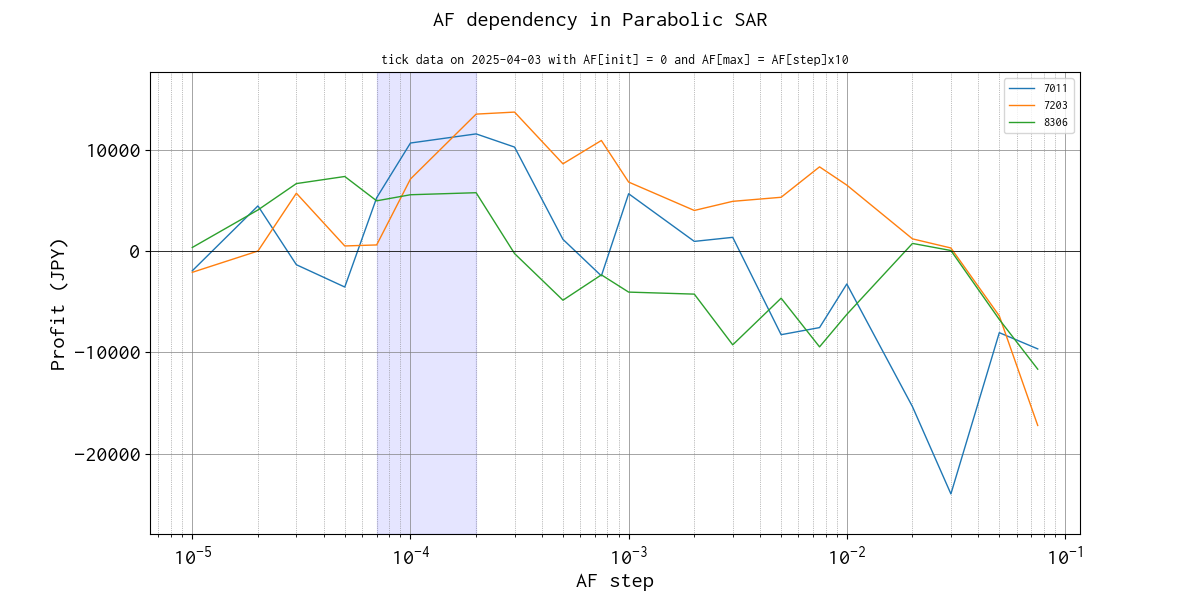 AF dependency in Parabolic SAR
tick data on 2025-04-03 with AF[init] = 0 and AF[max] = AF[step]x10
7011
7203
8306
10000
0
−10000
−20000
Profit (JPY)
10⁻⁵ 10⁻⁴ 10⁻³ 10⁻² 10⁻¹
AF step